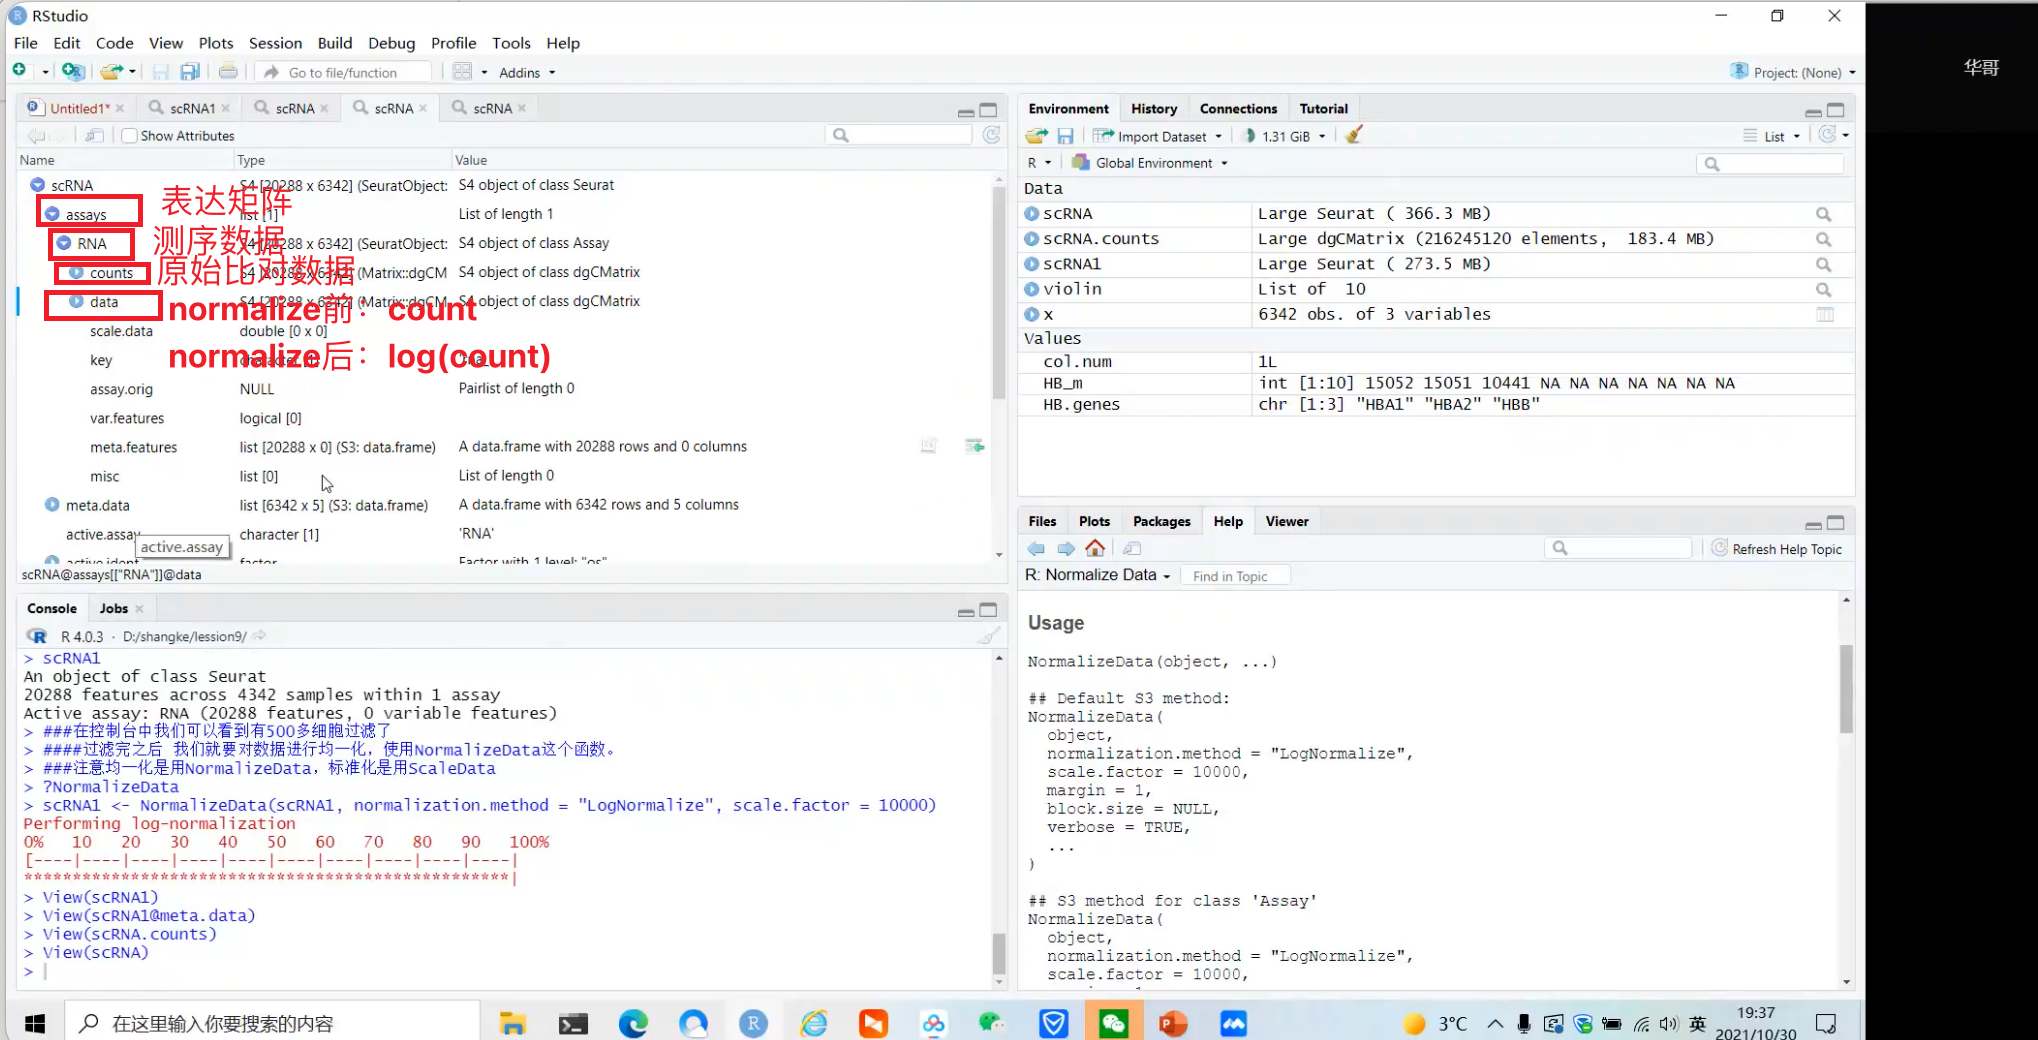 RStudio
File Edit Code View Plots Session Build Debug Profile Tools Help
Go to file/function Addins Project: (None)
华哥
Untitled1* scRNA1 scRNA scRNA scRNA
Show Attributes
Name Type Value
scRNA S4 [20288 x 6342] (SeuratObject: S4 object of class Seurat
assays 表达矩阵 list [1] List of length 1
RNA 测序数据 S4 [20288 x 6342] (SeuratObject: S4 object of class Assay
counts 原始比对数据 S4 [20288 x 6342] (Matrix::dgCM S4 object of class dgCMatrix
data S4 [20288 x 6342] (Matrix::dgCM S4 object of class dgCMatrix
normalize前：count
scale.data double [0 x 0]
normalize后：log(count)
key character [1]
assay.orig NULL Pairlist of length 0
var.features logical [0]
meta.features list [20288 x 0] (S3: data.frame) A data.frame with 20288 rows and 0 columns
misc list [0] List of length 0
meta.data list [6342 x 5] (S3: data.frame) A data.frame with 6342 rows and 5 columns
active.assay character [1] 'RNA'
active.assay
active.ident factor Factor with 1 level: "os"
scRNA@assays[["RNA"]]@data
Console Jobs
R 4.0.3 · D:/shangke/lession9/
> scRNA1
An object of class Seurat
20288 features across 4342 samples within 1 assay
Active assay: RNA (20288 features, 0 variable features)
> ###在控制台中我们可以看到有500多细胞过滤了
> ####过滤完之后 我们就要对数据进行均一化，使用NormalizeData这个函数。
> ###注意均一化是用NormalizeData，标准化是用ScaleData
> ?NormalizeData
> scRNA1 <- NormalizeData(scRNA1, normalization.method = "LogNormalize", scale.factor = 10000)
Performing log-normalization
0% 10 20 30 40 50 60 70 80 90 100%
[----|----|----|----|----|----|----|----|----|----|
**************************************************|
> View(scRNA1)
> View(scRNA1@meta.data)
> View(scRNA.counts)
> View(scRNA)
>
Environment History Connections Tutorial
Import Dataset 1.31 GiB List
R Global Environment
Data
scRNA Large Seurat ( 366.3 MB)
scRNA.counts Large dgCMatrix (216245120 elements, 183.4 MB)
scRNA1 Large Seurat ( 273.5 MB)
violin List of 10
x 6342 obs. of 3 variables
Values
col.num 1L
HB_m int [1:10] 15052 15051 10441 NA NA NA NA NA NA NA
HB.genes chr [1:3] "HBA1" "HBA2" "HBB"
Files Plots Packages Help Viewer
Refresh Help Topic
R: Normalize Data Find in Topic
Usage
NormalizeData(object, ...)
## Default S3 method:
NormalizeData(
object,
normalization.method = "LogNormalize",
scale.factor = 10000,
margin = 1,
block.size = NULL,
verbose = TRUE,
...
)
## S3 method for class 'Assay'
NormalizeData(
object,
normalization.method = "LogNormalize",
scale.factor = 10000,
在这里输入你要搜索的内容
3°C 英 19:37
2021/10/30